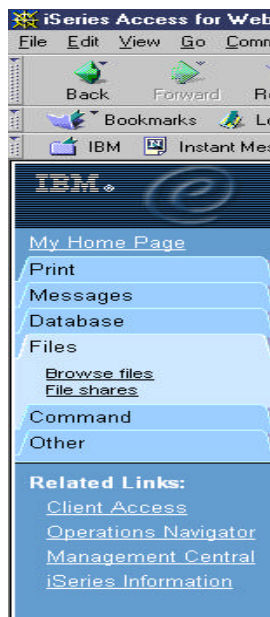 iSeries Access for Web
File Edit View Go Comm
Back Forward R
Bookmarks Le
IBM Instant Mes
IBM
My Home Page
Print
Messages
Database
Files
Browse files
File shares
Command
Other
Related Links:
Client Access
Operations Navigator
Management Central
iSeries Information